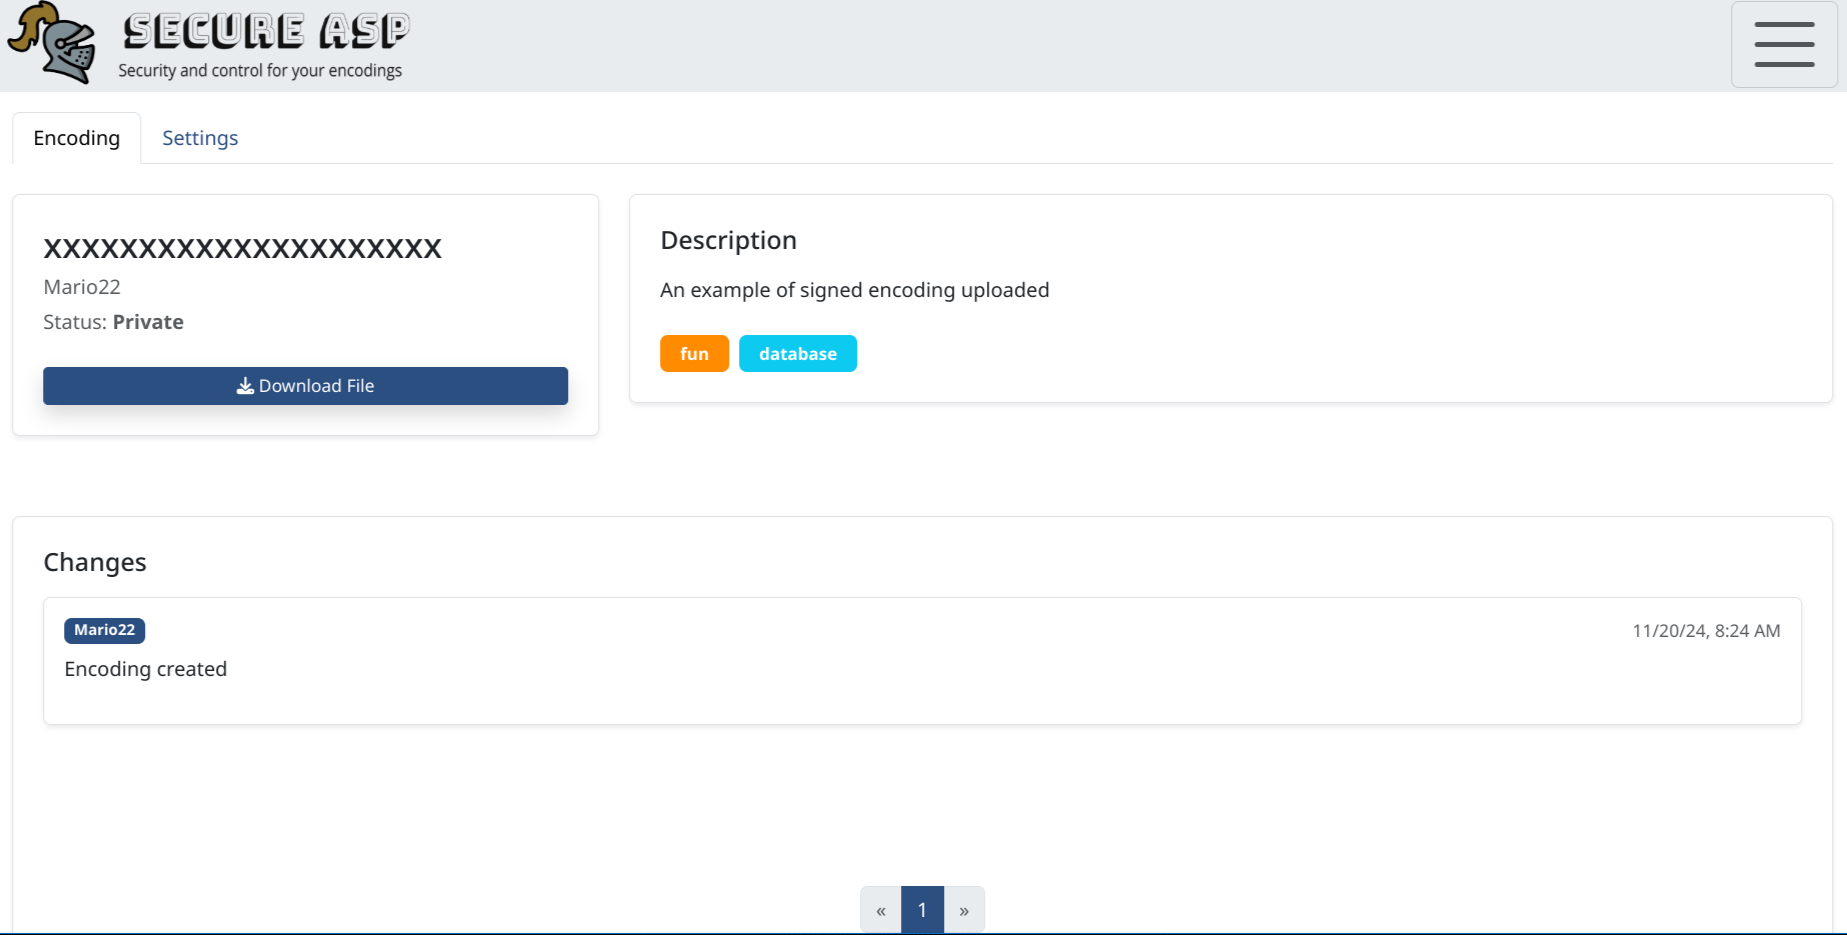 SECURE ASP
Security and control for your encodings
Encoding
Settings
XXXXXXXXXXXXXXXXXXXXX
Mario22
Status: Private
Download File
Description
An example of signed encoding uploaded
fun
database
Changes
Mario22
11/20/24, 8:24 AM
Encoding created
« 1 »